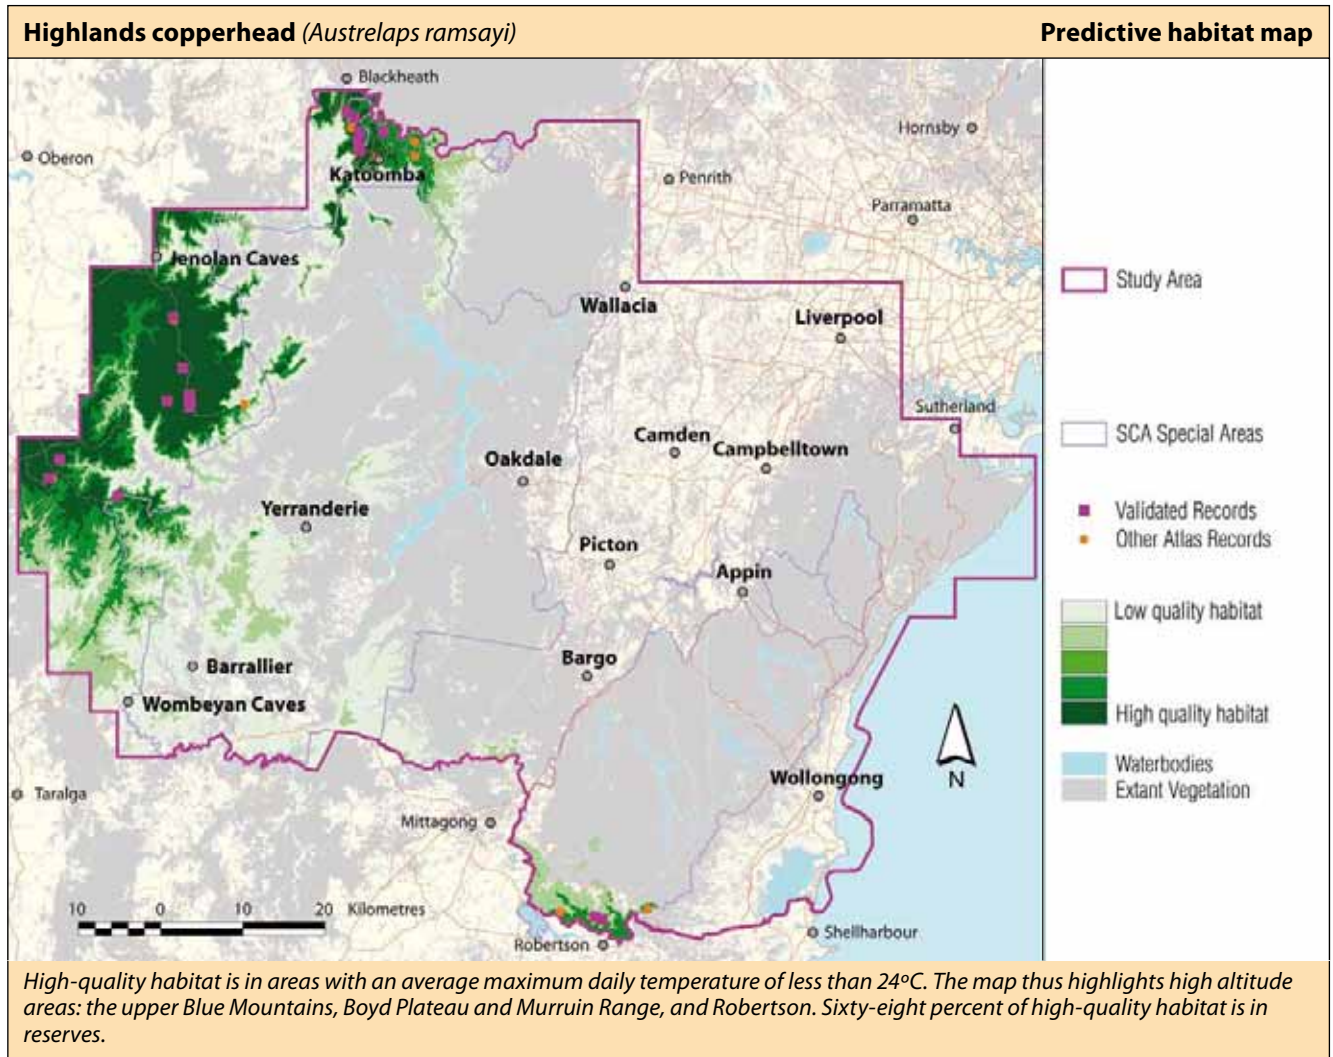 Highlands copperhead (Austrelaps ramsayi) Predictive habitat map
Blackheath
Hornsby
Oberon
Katoomba
Penrith
Parramatta
Jenolan Caves
Wallacia
Liverpool
Sutherland
Camden
Campbelltown
Oakdale
Yerranderie
Picton
Appin
Bargo
Barrallier
Wombeyan Caves
Wollongong
N
Taralga
Mittagong
10 0 10 20 Kilometres
Shellharbour
Robertson
Study Area
SCA Special Areas
Validated Records
Other Atlas Records
Low quality habitat
High quality habitat
Waterbodies
Extant Vegetation
High-quality habitat is in areas with an average maximum daily temperature of less than 24ºC. The map thus highlights high altitude
areas: the upper Blue Mountains, Boyd Plateau and Murruin Range, and Robertson. Sixty-eight percent of high-quality habitat is in
reserves.